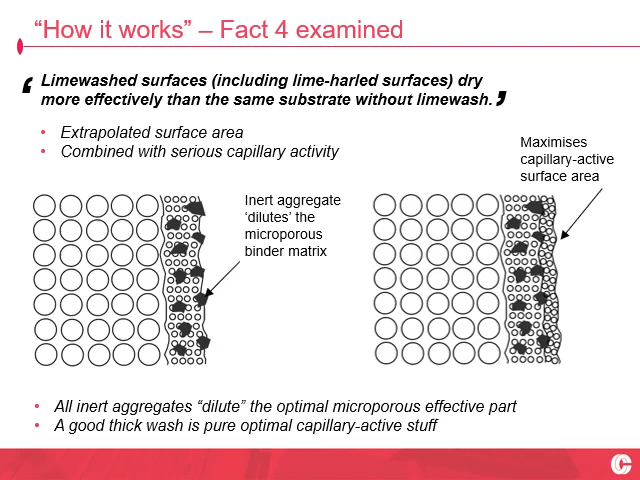 “How it works” – Fact 4 examined
‘Limewashed surfaces (including lime-harled surfaces) dry
more effectively than the same substrate without limewash.’
• Extrapolated surface area
• Combined with serious capillary activity
Maximises
capillary-active
surface area
Inert aggregate
‘dilutes’ the
microporous
binder matrix
• All inert aggregates “dilute” the optimal microporous effective part
• A good thick wash is pure optimal capillary-active stuff